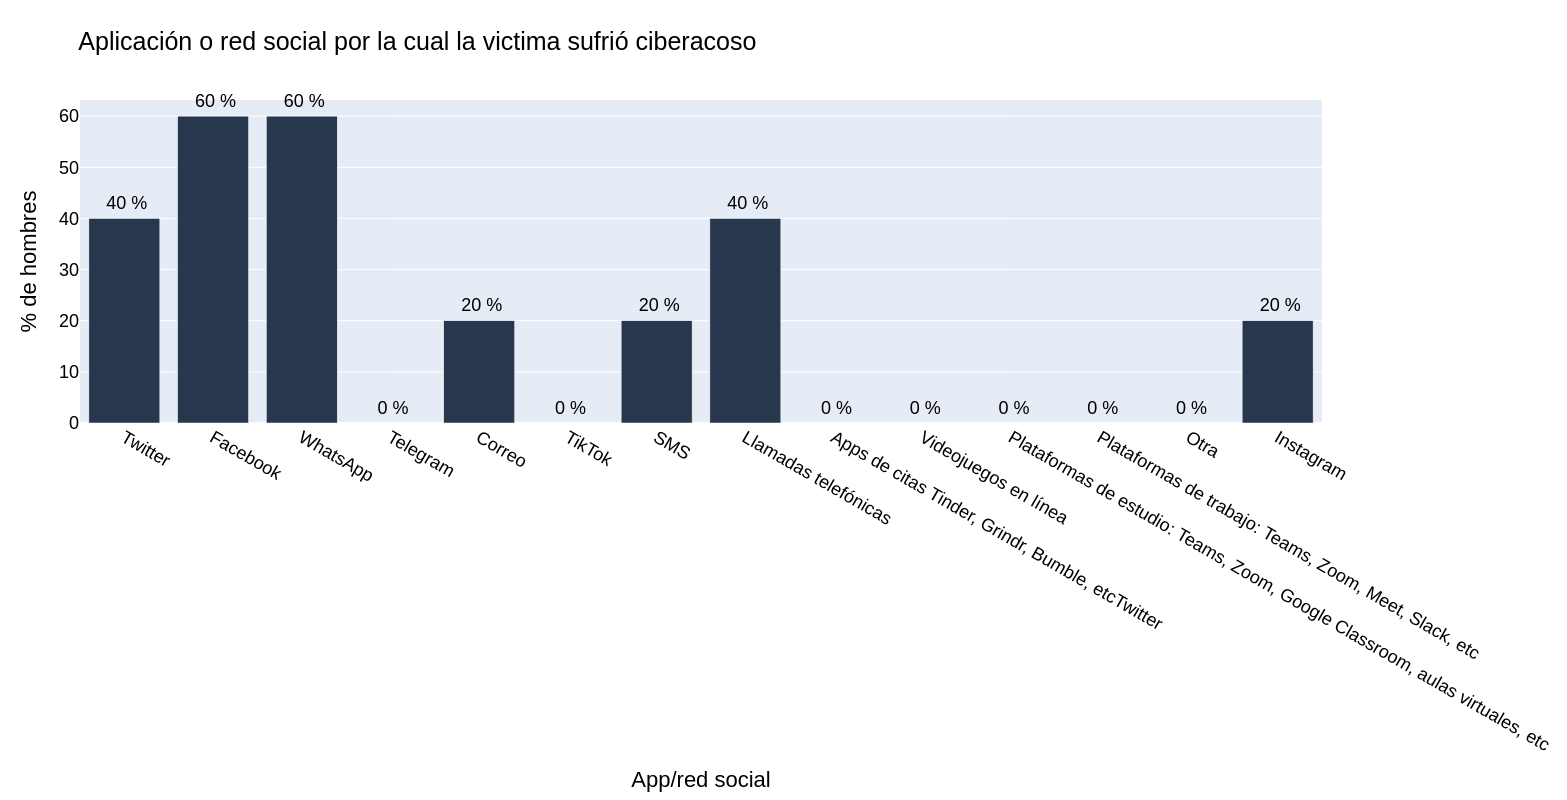 Aplicación o red social por la cual la victima sufrió ciberacoso
% de hombres
60
50
40
30
20
10
0
40 %
60 %
60 %
0 %
20 %
0 %
20 %
40 %
0 %
0 %
0 %
0 %
0 %
20 %
Twitter
Facebook
WhatsApp
Telegram
Correo
TikTok
SMS
Llamadas telefónicas
Apps de citas Tinder, Grindr, Bumble, etcTwitter
Videojuegos en línea
Plataformas de estudio: Teams, Zoom, Google Classroom, aulas virtuales, etc
Plataformas de trabajo: Teams, Zoom, Meet, Slack, etc
Otra
Instagram
App/red social